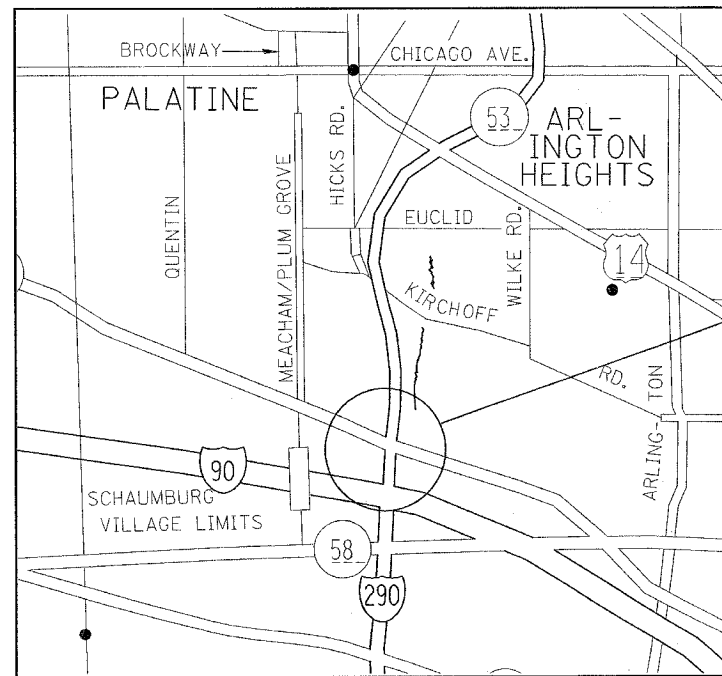 BROCKWAY
CHICAGO AVE.
PALATINE
53
ARL-
INGTON
HEIGHTS
HICKS RD.
QUENTIN
MEACHAM/PLUM GROVE
EUCLID
WILKE RD.
14
KIRCHOFF
RD.
ARLING-TON
90
SCHAUMBURG
VILLAGE LIMITS
58
290